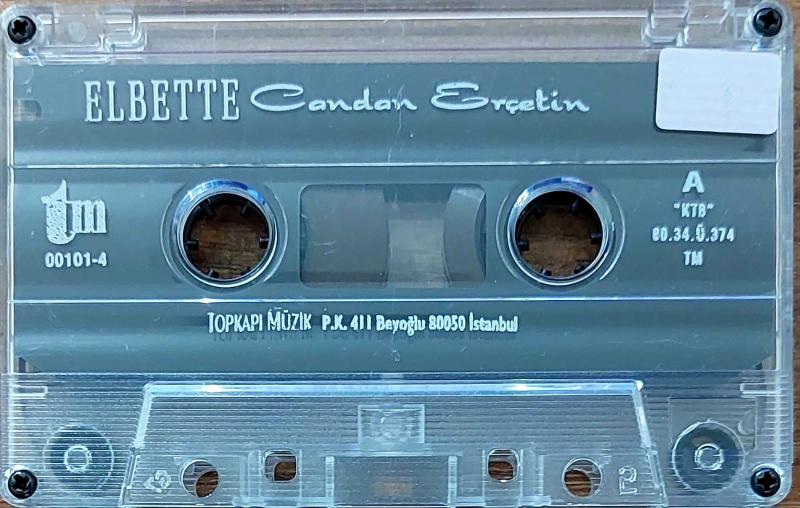 ELBETTE Candan Erçetin
tm
00101-4
A
"KTB"
80.34.Ü.374
TM
TOPKAPI MÜZİK P.K. 411 Beyoğlu 80050 İstanbul